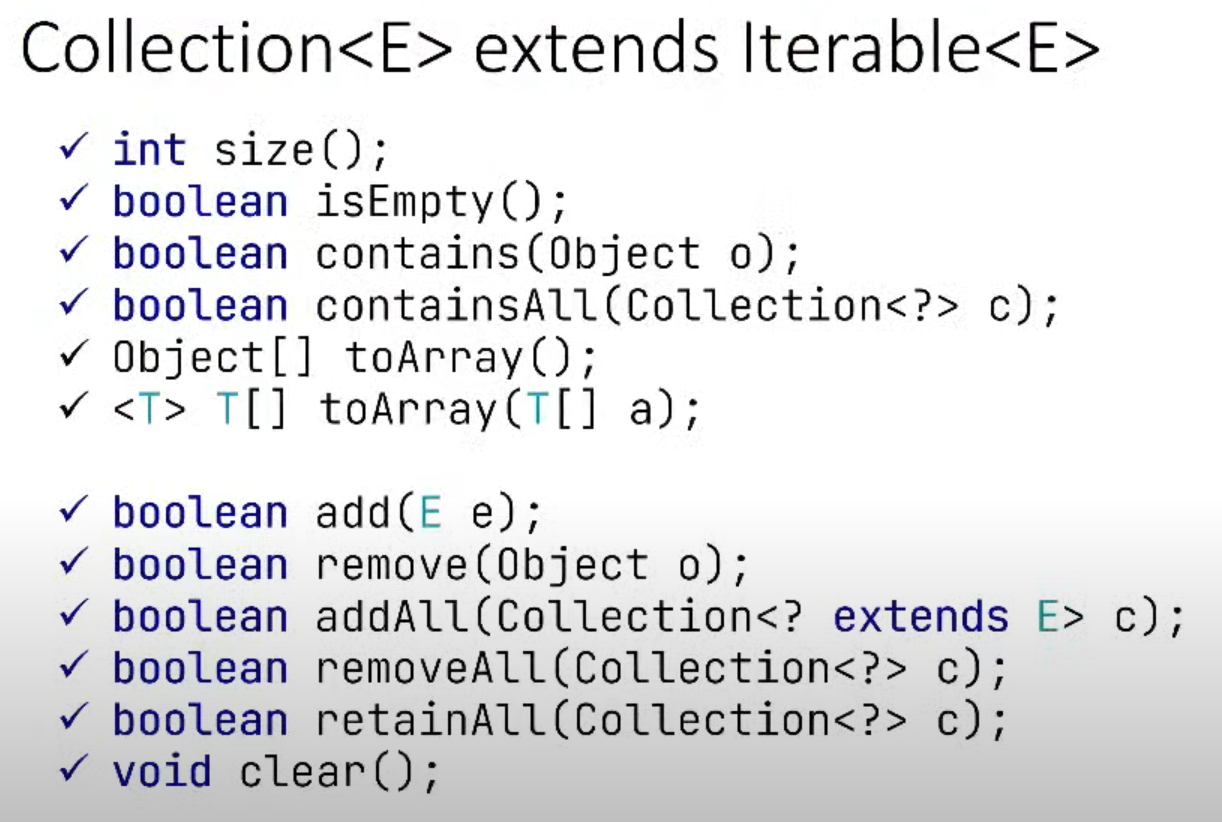 Collection<E> extends Iterable<E>
✓ int size();
✓ boolean isEmpty();
✓ boolean contains(Object o);
✓ boolean containsAll(Collection<?> c);
✓ Object[] toArray();
✓ <T> T[] toArray(T[] a);
✓ boolean add(E e);
✓ boolean remove(Object o);
✓ boolean addAll(Collection<? extends E> c);
✓ boolean removeAll(Collection<?> c);
✓ boolean retainAll(Collection<?> c);
✓ void clear();